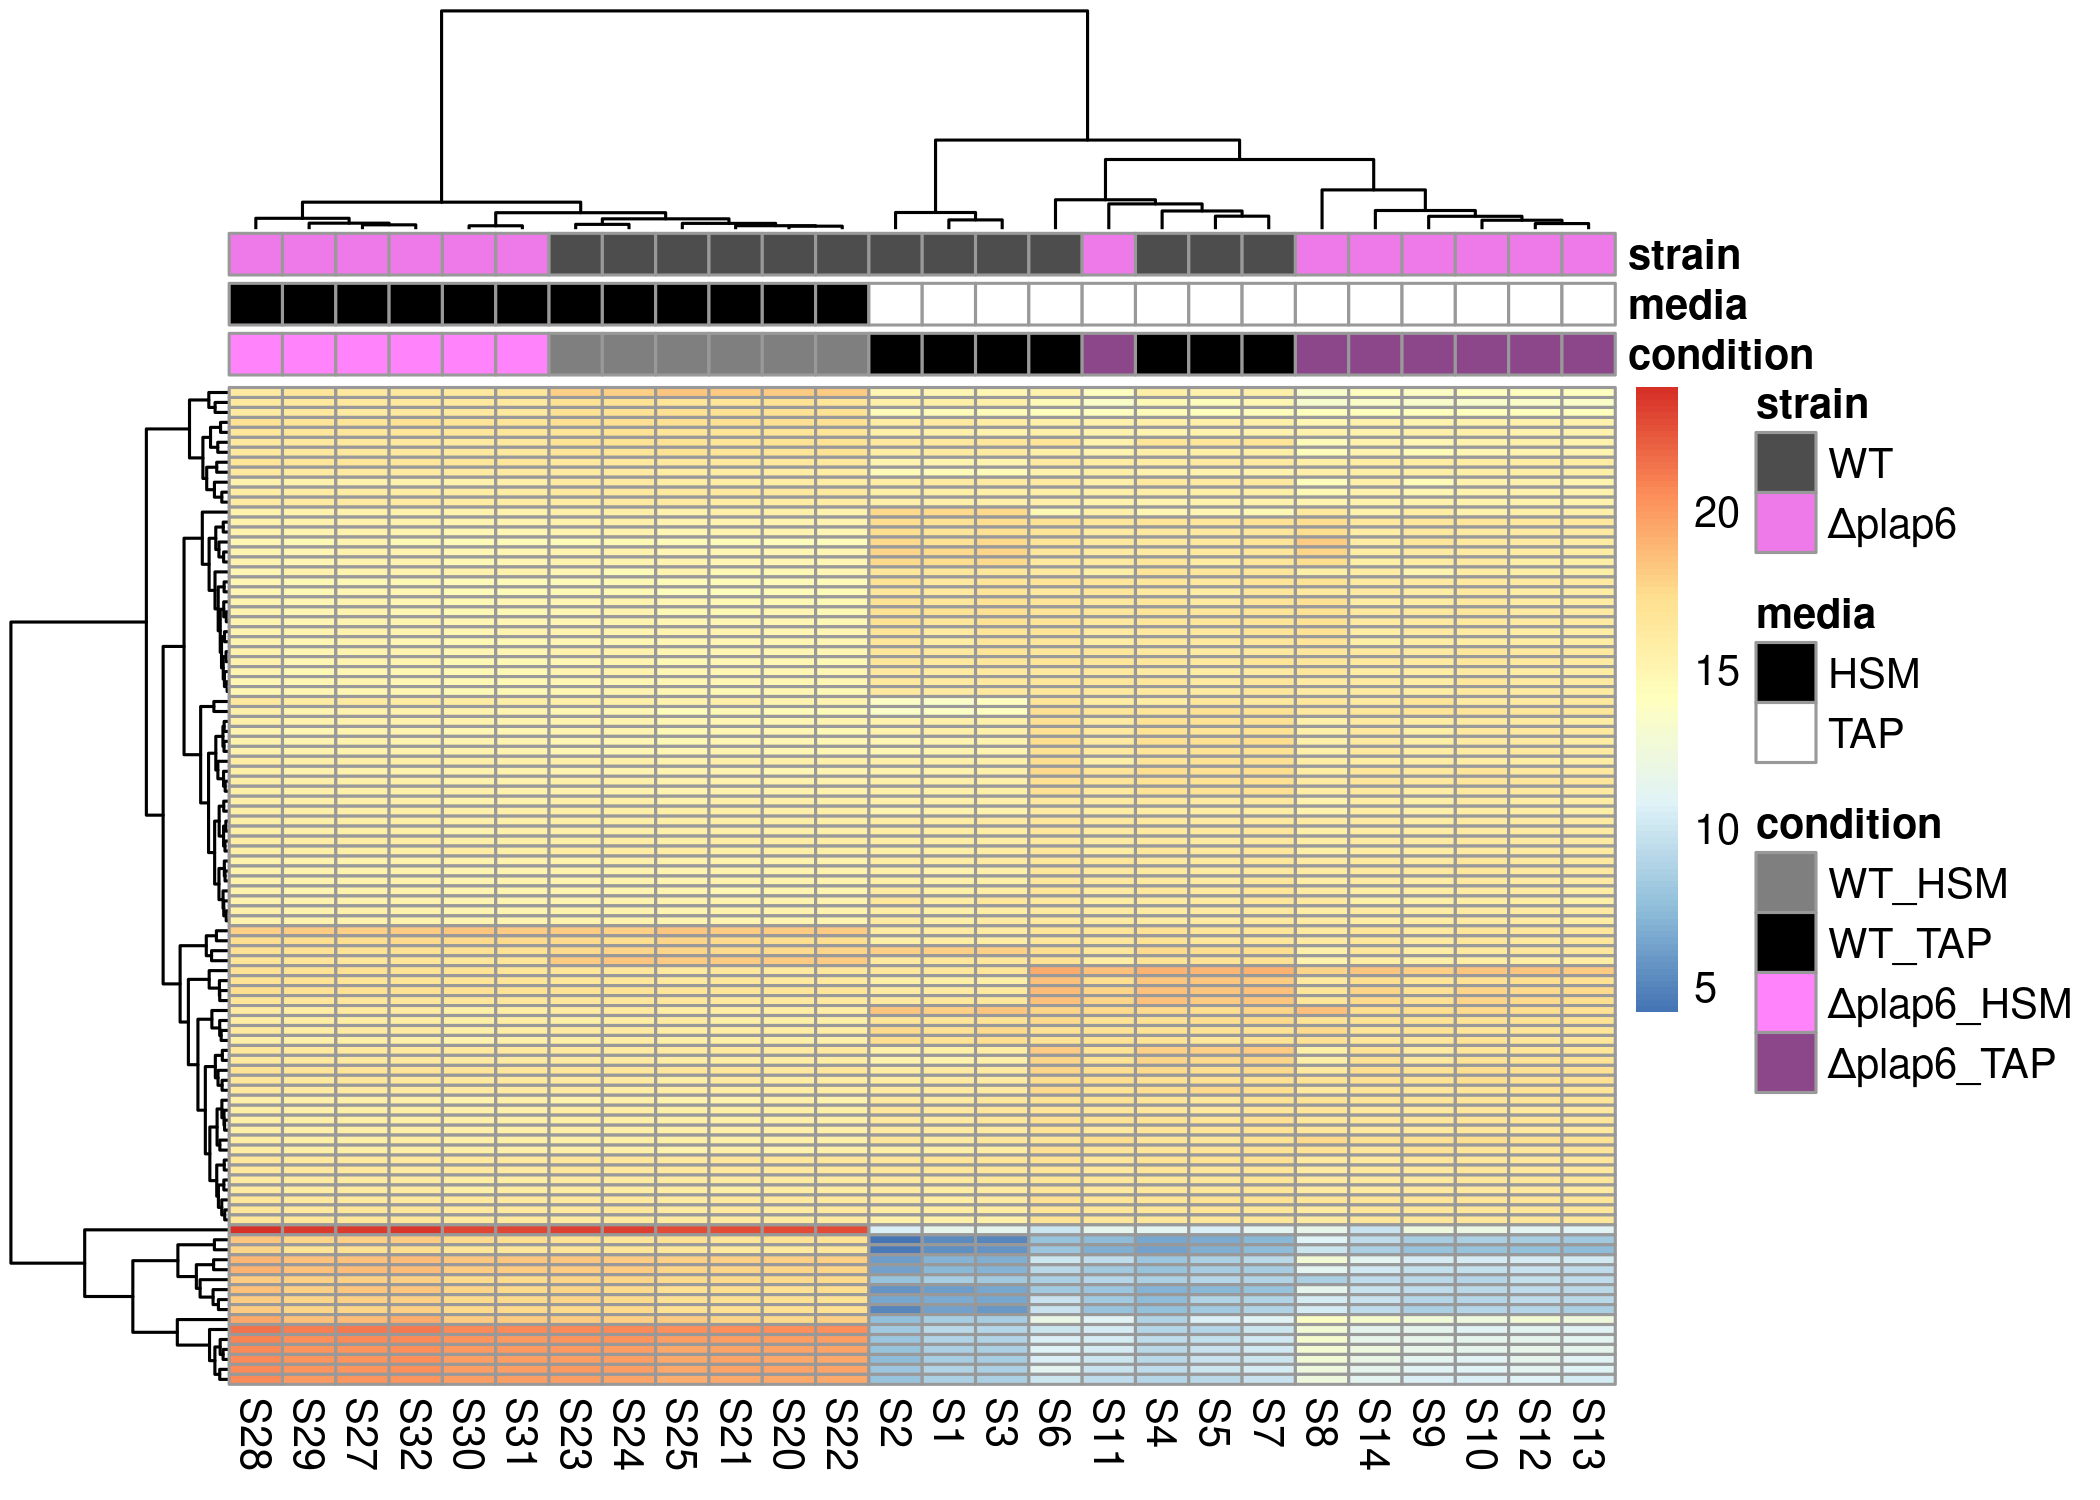 strain
media
condition
strain
WT
Δplap6
media
HSM
TAP
condition
WT_HSM
WT_TAP
Δplap6_HSM
Δplap6_TAP
20
15
10
5
S28
S29
S27
S32
S30
S31
S23
S24
S25
S21
S20
S22
S2
S1
S3
S6
S11
S4
S5
S7
S8
S14
S9
S10
S12
S13